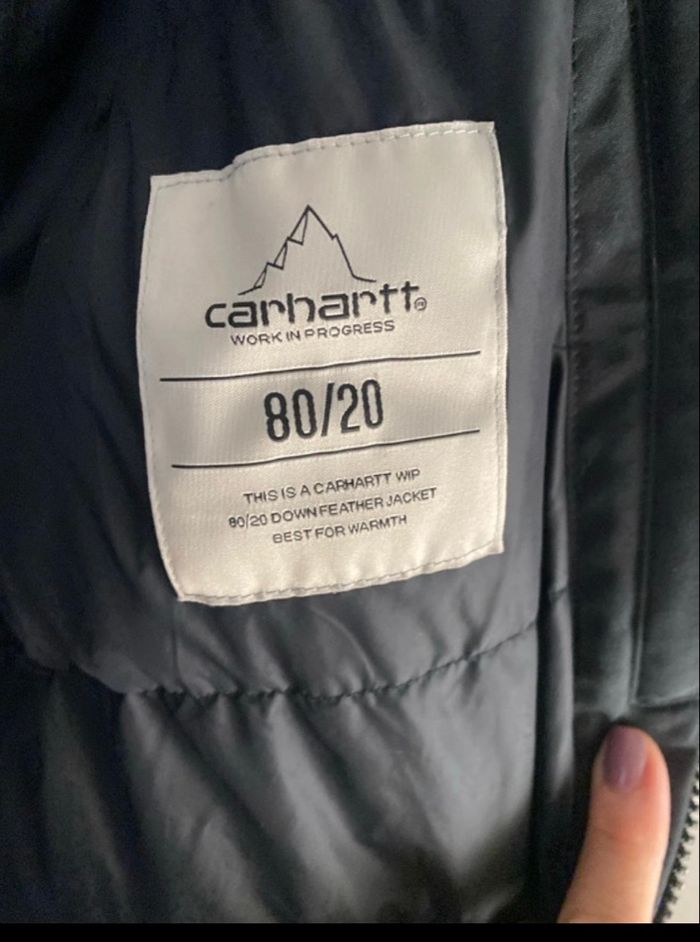 carhartt®
WORK IN PROGRESS
80/20
THIS IS A CARHARTT WIP
80/20 DOWN FEATHER JACKET
BEST FOR WARMTH